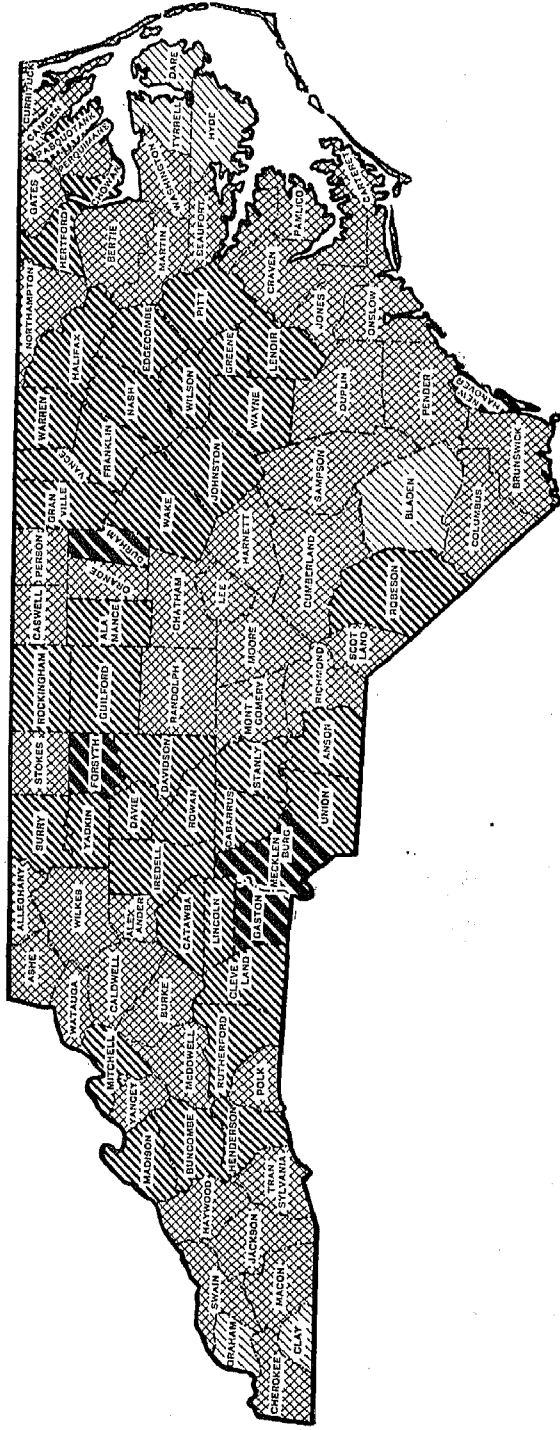 CHEROKEE
GRAHAM
CLAY
SWAIN
MACON
JACKSON
HAYWOOD
TRAN
SYLVANIA
MADISON
BUNCOMBE
HENDERSON
YANCEY
MITCHELL
McDOWELL
RUTHERFORD
POLK
WATAUGA
CALDWELL
BURKE
CLEVE
LAND
ASHE
ALLEGHANY
WILKES
ALEX
ANDER
CATAWBA
LINCOLN
GASTON
SURRY
YADKIN
IREDELL
DAVIE
ROWAN
CABARRUS
MECKLEN
BURG
STOKES
FORSYTH
DAVIDSON
STANLY
UNION
ANSON
ROCKINGHAM
GUILFORD
RANDOLPH
MONT
GOMERY
RICHMOND
CASWELL
ALA
MANCE
CHATHAM
MOORE
SCOT
LAND
PERSON
ORANGE
DURHAM
LEE
HARNETT
CUMBERLAND
ROBESON
GRAN
VILLE
VANCE
WAKE
JOHNSTON
SAMPSON
BLADEN
COLUMBUS
WARREN
FRANKLIN
NASH
WILSON
WAYNE
DUPLIN
PENDER
NEW
HANOVER
BRUNSWICK
HALIFAX
EDGECOMBE
PITT
GREENE
LENOIR
JONES
ONSLOW
NORTHAMPTON
HERTFORD
BERTIE
MARTIN
BEAUFORT
CRAVEN
PAMLICO
CARTERET
GATES
CHOWAN
PERQUIMANS
PASQUOTANK
CAMDEN
CURRITUCK
WASHINGTON
TYRRELL
DARE
HYDE